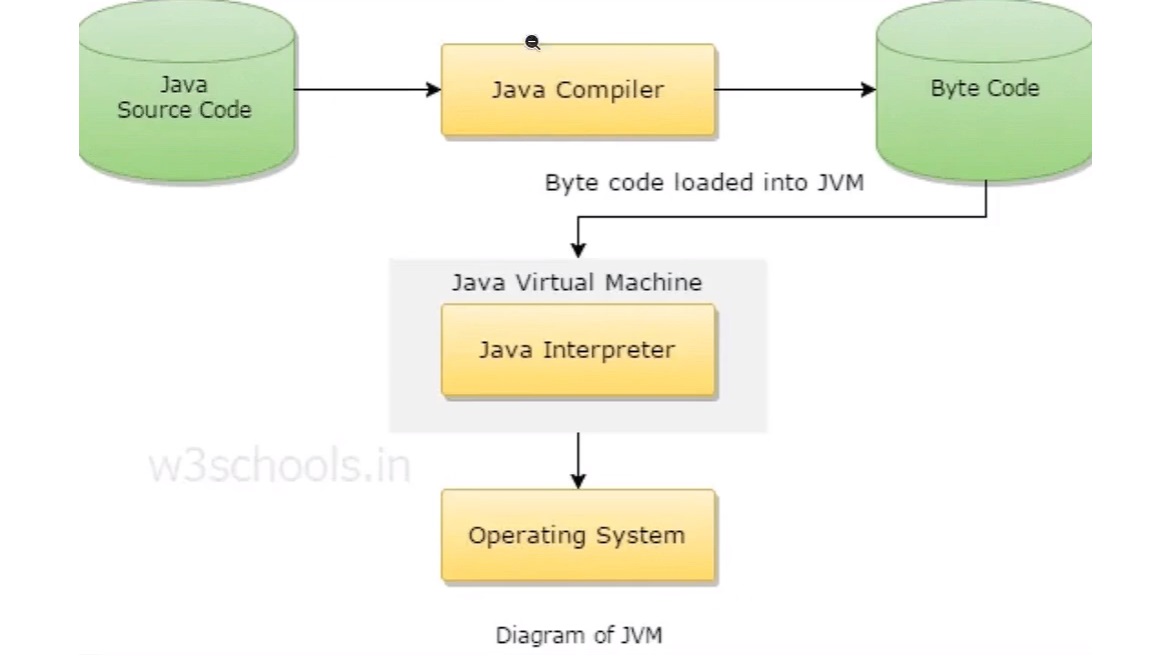 Java
Source Code
Java Compiler
Byte Code
Byte code loaded into JVM
Java Virtual Machine
Java Interpreter
w3schools.in
Operating System
Diagram of JVM